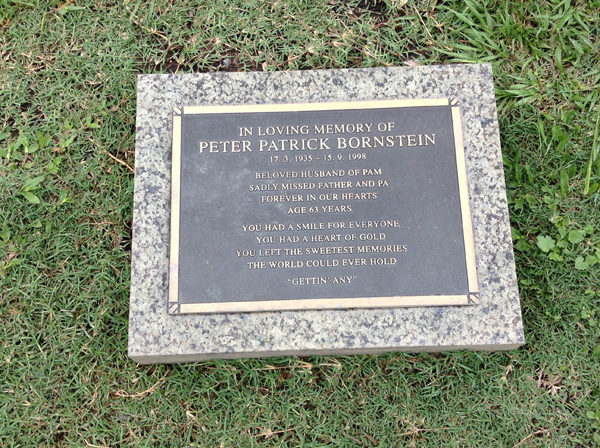 IN LOVING MEMORY OF
PETER PATRICK BORNSTEIN
17. 3. 1935 – 15. 9. 1998
BELOVED HUSBAND OF PAM
SADLY MISSED FATHER AND PA
FOREVER IN OUR HEARTS
AGE 63 YEARS
YOU HAD A SMILE FOR EVERYONE
YOU HAD A HEART OF GOLD
YOU LEFT THE SWEETEST MEMORIES
THE WORLD COULD EVER HOLD
“GETTIN’ ANY”